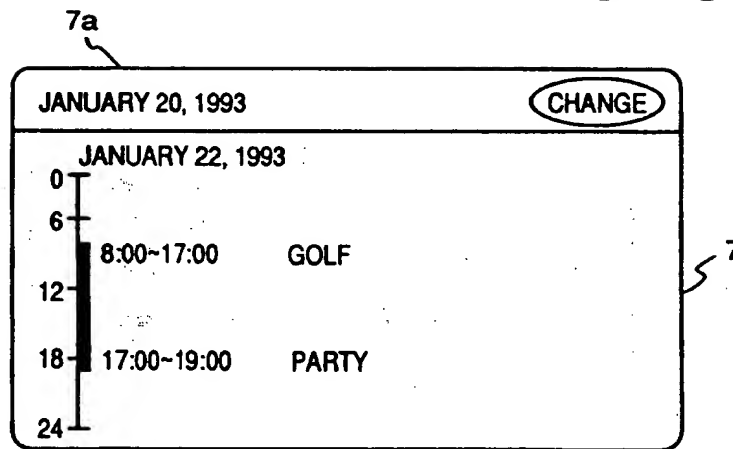 7a
JANUARY 20, 1993 CHANGE
JANUARY 22, 1993
0
6
8:00~17:00 GOLF
7
12
18 17:00~19:00 PARTY
24